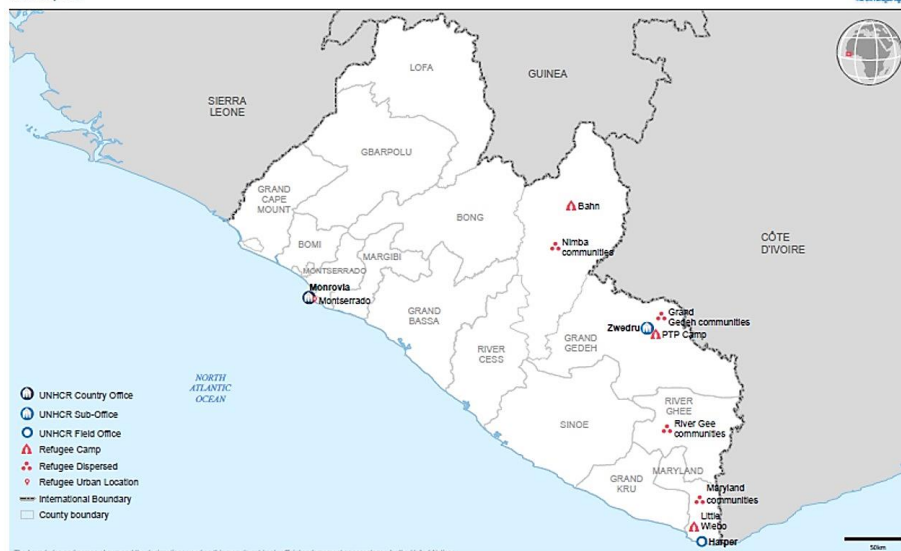 LOFA
GUINEA
SIERRA
LEONE
GBARPOLU
GRAND
CAPE
MOUNT
BONG
Bahn
BOMI
MARGIBI
Nimba
communities
CÔTE
D'IVOIRE
MONTSERRADO
Monrovia
Montserrado
GRAND
BASSA
Grand
Gedeh communities
Zwedru
PTP Camp
GRAND
GEDEH
RIVER
CESS
NORTH
ATLANTIC
OCEAN
RIVER
GHEE
SINOE
River Gee
communities
GRAND
KRU
MARYLAND
Maryland
communities
Little
Wlebo
Harper
UNHCR Country Office
UNHCR Sub-Office
UNHCR Field Office
Refugee Camp
Refugee Dispersed
Refugee Urban Location
International Boundary
County boundary
50km